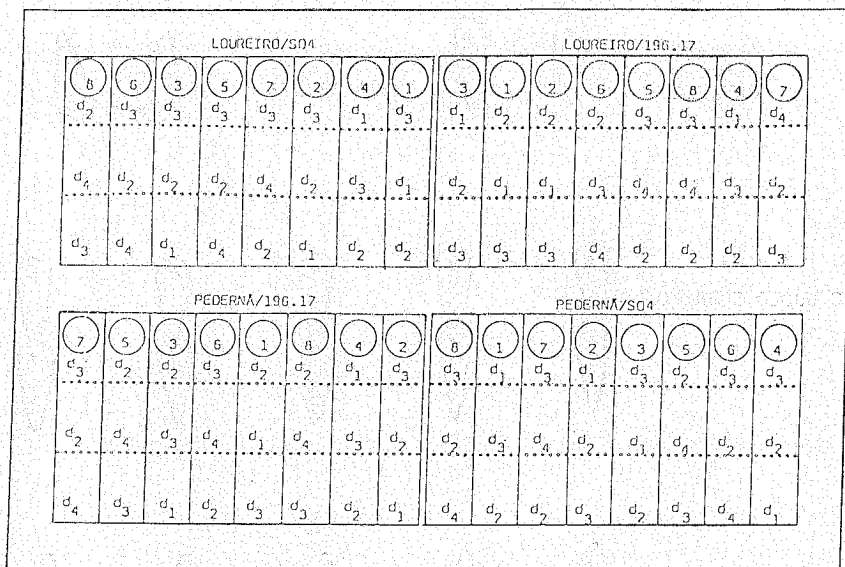 LOUREIRO/SO4 LOUREIRO/196.17
8 6 3 5 7 2 4 1 3 1 2 6 5 8 4 7
d2 d3 d3 d3 d3 d3 d1 d3 d1 d2 d2 d2 d3 d3 d1 d4
d4 d2 d2 d2 d4 d2 d3 d1 d2 d1 d1 d3 d4 d4 d3 d2
d3 d4 d1 d4 d2 d1 d2 d2 d3 d3 d3 d4 d2 d2 d2 d3
PEDERNÃ/196.17 PEDERNÃ/SO4
7 5 3 6 1 8 4 2 8 1 7 2 3 5 6 4
d3 d2 d2 d3 d2 d2 d1 d3 d3 d1 d3 d1 d3 d2 d3 d3
d2 d4 d3 d4 d1 d4 d3 d2 d2 d3 d4 d2 d1 d4 d2 d2
d4 d3 d1 d2 d3 d3 d2 d1 d4 d2 d2 d3 d2 d3 d4 d1